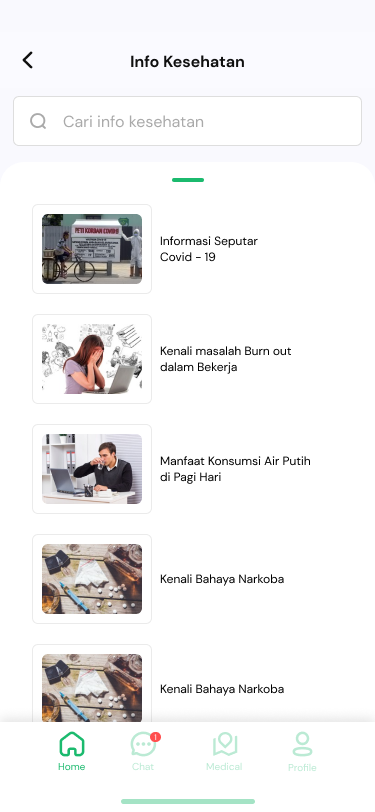 Info Kesehatan
Cari info kesehatan
PETI KORBAN COVID19
Informasi Seputar
Covid - 19
Kenali masalah Burn out
dalam Bekerja
Manfaat Konsumsi Air Putih
di Pagi Hari
Kenali Bahaya Narkoba
Kenali Bahaya Narkoba
1
Home
Chat
Medical
Profile